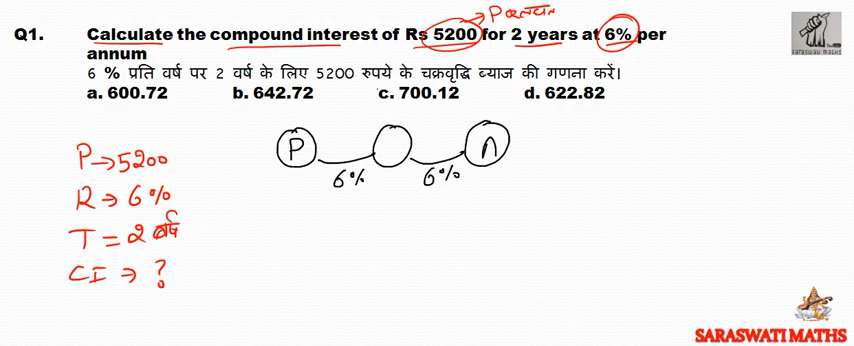 P मूलधन
Q1. Calculate the compound interest of Rs 5200 for 2 years at 6% per
annum
6 % प्रति वर्ष पर 2 वर्ष के लिए 5200 रुपये के चक्रवृद्धि ब्याज की गणना करें।
a. 600.72 b. 642.72 c. 700.12 d. 622.82
saraswati maths
P→5200
R→6%
T=2 वर्ष
CI→?
P A
6% 6%
SARASWATI MATHS